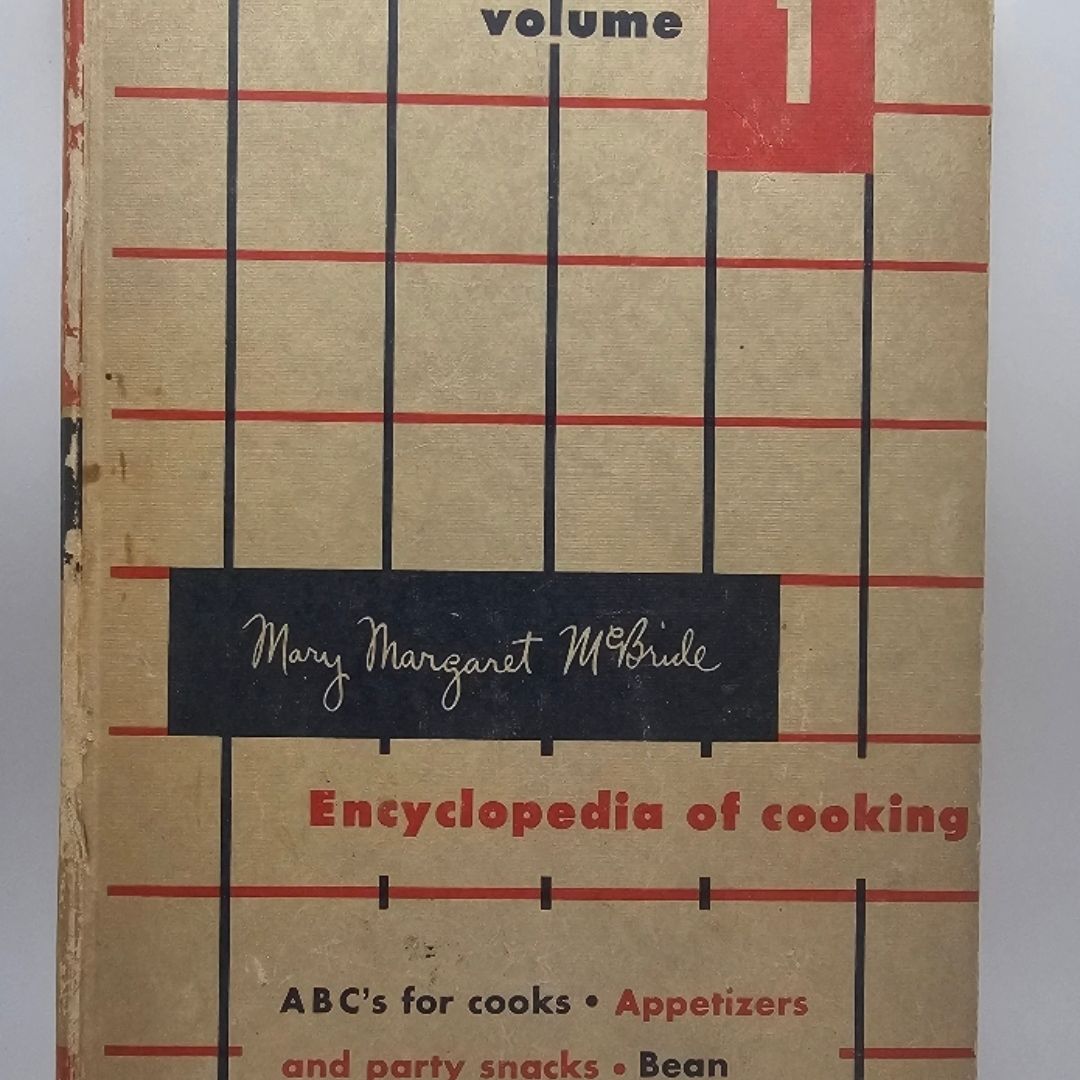 volume 1
Mary Margaret McBride
Encyclopedia of cooking
ABC's for cooks • Appetizers
and party snacks • Bean